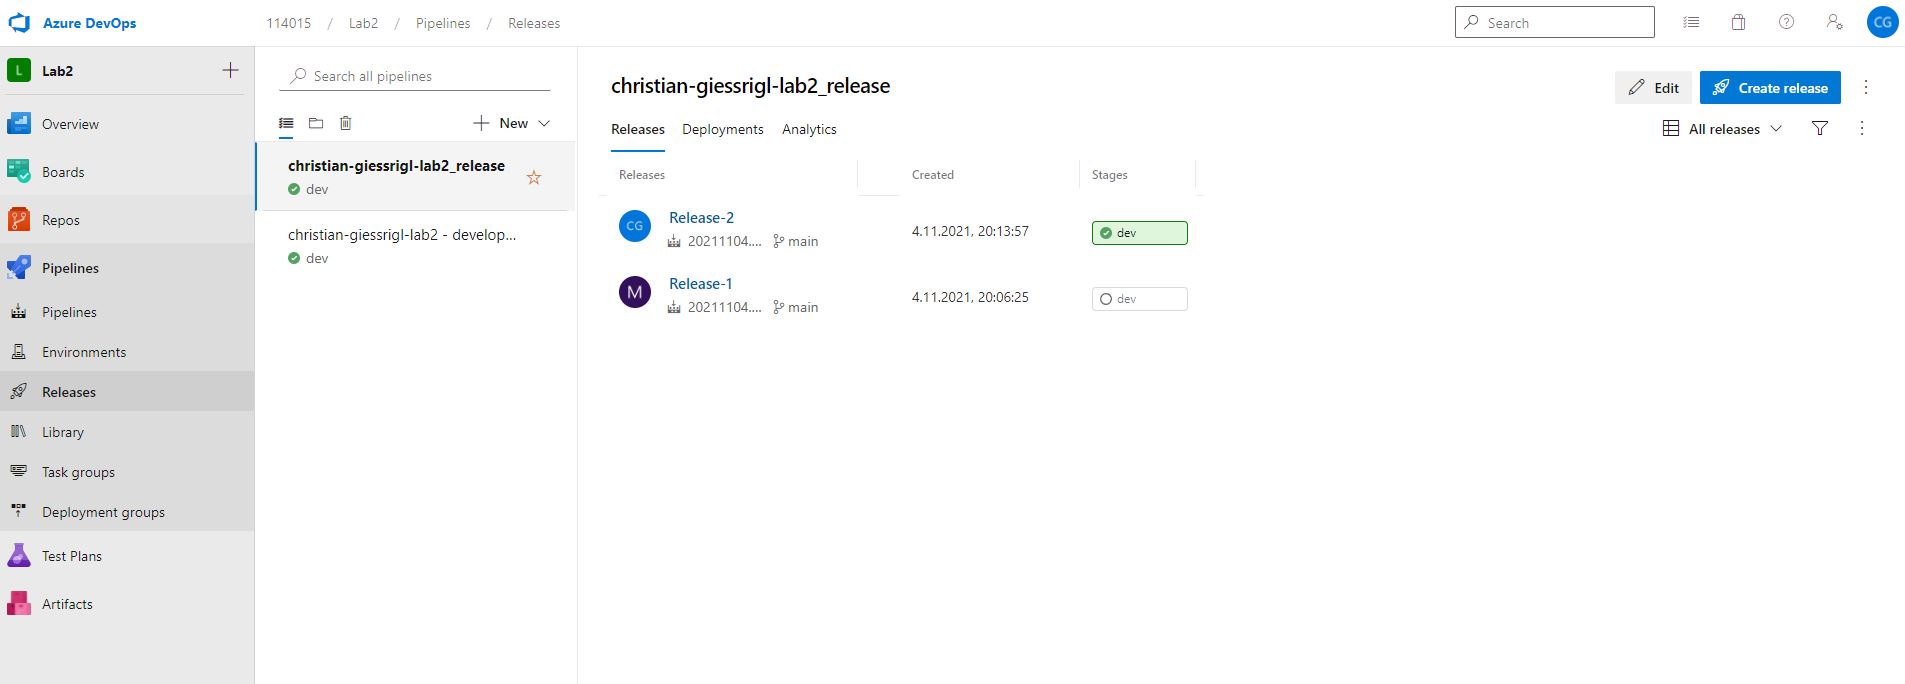 Azure DevOps
114015 / Lab2 / Pipelines / Releases
Search
CG
L Lab2
Overview
Boards
Repos
Pipelines
Pipelines
Environments
Releases
Library
Task groups
Deployment groups
Test Plans
Artifacts
Search all pipelines
New
christian-giessrigl-lab2_release
dev
christian-giessrigl-lab2 - develop...
dev
christian-giessrigl-lab2_release
Edit
Create release
Releases Deployments Analytics
All releases
Releases Created Stages
CG Release-2 4.11.2021, 20:13:57 dev
20211104.... main
M Release-1 4.11.2021, 20:06:25 dev
20211104.... main